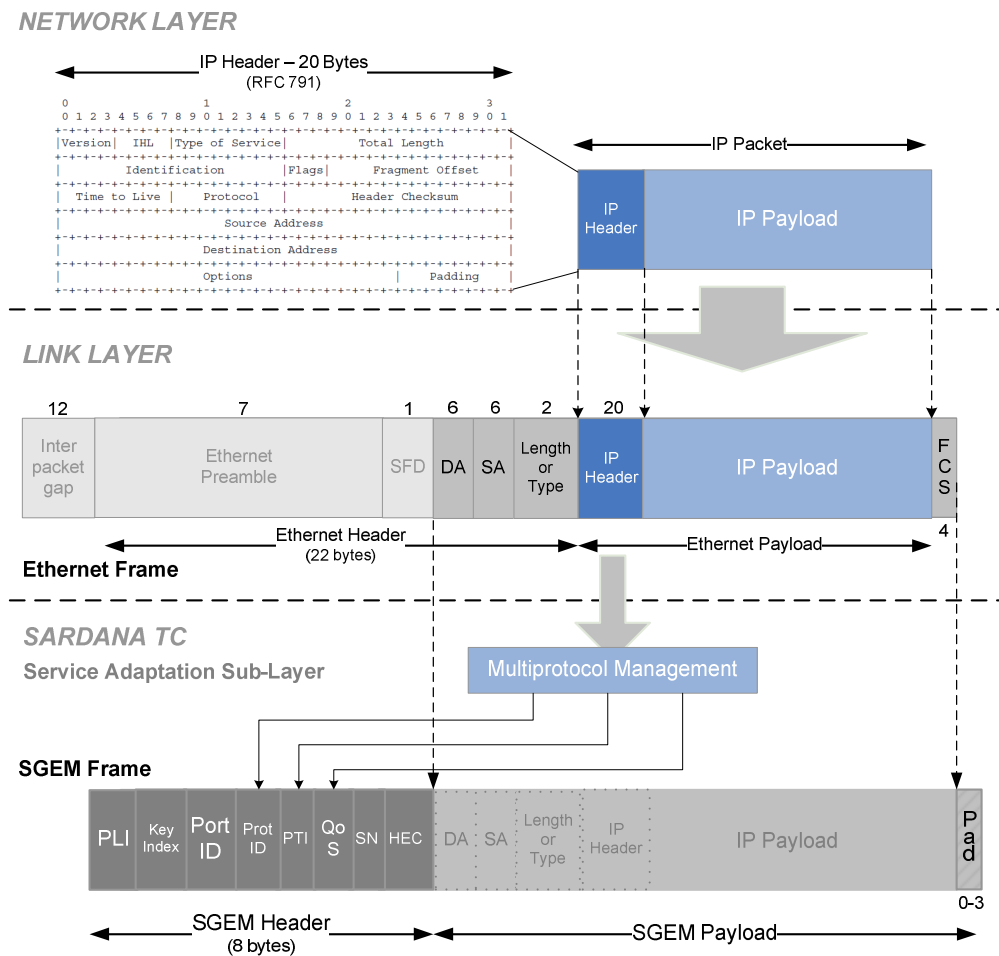 NETWORK LAYER
IP Header – 20 Bytes
(RFC 791)
0 1 2 3
0 1 2 3 4 5 6 7 8 9 0 1 2 3 4 5 6 7 8 9 0 1 2 3 4 5 6 7 8 9 0 1
+-+-+-+-+-+-+-+-+-+-+-+-+-+-+-+-+-+-+-+-+-+-+-+-+-+-+-+-+-+-+-+-+
|Version| IHL |Type of Service| Total Length |
+-+-+-+-+-+-+-+-+-+-+-+-+-+-+-+-+-+-+-+-+-+-+-+-+-+-+-+-+-+-+-+-+
| Identification |Flags| Fragment Offset |
+-+-+-+-+-+-+-+-+-+-+-+-+-+-+-+-+-+-+-+-+-+-+-+-+-+-+-+-+-+-+-+-+
| Time to Live | Protocol | Header Checksum |
+-+-+-+-+-+-+-+-+-+-+-+-+-+-+-+-+-+-+-+-+-+-+-+-+-+-+-+-+-+-+-+-+
| Source Address |
+-+-+-+-+-+-+-+-+-+-+-+-+-+-+-+-+-+-+-+-+-+-+-+-+-+-+-+-+-+-+-+-+
| Destination Address |
+-+-+-+-+-+-+-+-+-+-+-+-+-+-+-+-+-+-+-+-+-+-+-+-+-+-+-+-+-+-+-+-+
| Options | Padding |
+-+-+-+-+-+-+-+-+-+-+-+-+-+-+-+-+-+-+-+-+-+-+-+-+-+-+-+-+-+-+-+-+
IP Packet
IP
Header
IP Payload
LINK LAYER
12 7 1 6 6 2 20
Inter
packet
gap
Ethernet
Preamble
SFD
DA
SA
Length
or
Type
IP
Header
IP Payload
F
C
S
4
Ethernet Header
(22 bytes)
Ethernet Payload
Ethernet Frame
SARDANA TC
Service Adaptation Sub-Layer
Multiprotocol Management
SGEM Frame
PLI
Key
Index
Port
ID
Prot
ID
PTI
Qo
S
SN
HEC
DA
SA
Length
or
Type
IP
Header
IP Payload
P
a
d
0-3
SGEM Header
(8 bytes)
SGEM Payload